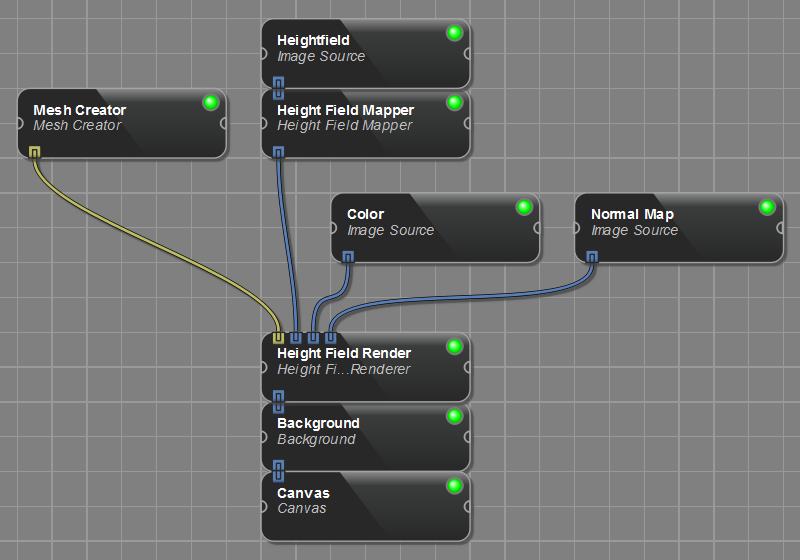 Heightfield
Image Source
Mesh Creator
Mesh Creator
Height Field Mapper
Height Field Mapper
Color
Image Source
Normal Map
Image Source
Height Field Render
Height Fi...Renderer
Background
Background
Canvas
Canvas